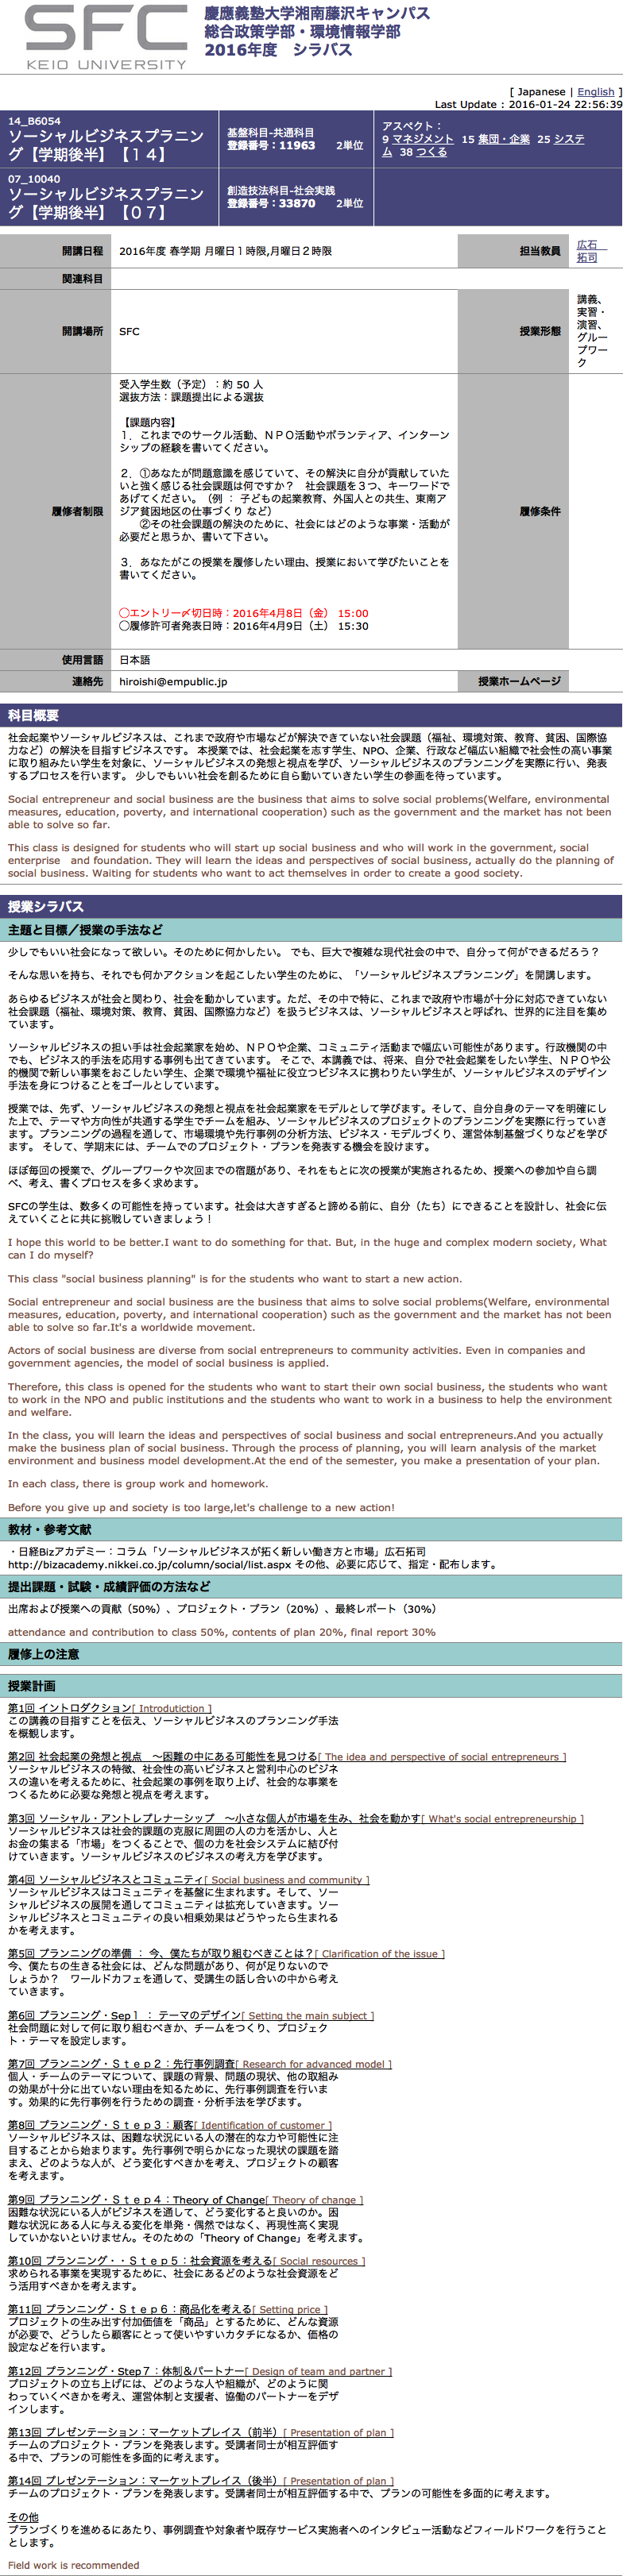 SFC
KEIO UNIVERSITY
慶應義塾大学湘南藤沢キャンパス
総合政策学部・環境情報学部
2016年度　シラバス
[ Japanese | English ]
Last Update : 2016-01-24 22:56:39
14_B6054
ソーシャルビジネスプラニン
グ【学期後半】【１４】
基盤科目-共通科目
登録番号：11963　　2単位
アスペクト：
9 マネジメント　15 集団・企業　25 システ
ム　38 つくる
07_10040
ソーシャルビジネスプラニン
グ【学期後半】【０７】
創造技法科目-社会実践
登録番号：33870　　2単位
開講日程
2016年度 春学期 月曜日１時限,月曜日２時限
担当教員
広石
拓司
関連科目
開講場所
SFC
授業形態
講義、
実習・
演習、
グルー
プワー
ク
履修者制限
受入学生数（予定）：約 50 人
選抜方法：課題提出による選抜
【課題内容】
１．これまでのサークル活動、ＮＰＯ活動やボランティア、インターン
シップの経験を書いてください。
２．①あなたが問題意識を感じていて、その解決に自分が貢献していた
いと強く感じる社会課題は何ですか？　社会課題を３つ、キーワードで
あげてください。（例 ： 子どもの起業教育、外国人との共生、東南ア
ジア貧困地区の仕事づくり など）
　　②その社会課題の解決のために、社会にはどのような事業・活動が
必要だと思うか、書いて下さい。
３．あなたがこの授業を履修したい理由、授業において学びたいことを
書いてください。
◯エントリー〆切日時：2016年4月8日（金） 15:00
◯履修許可者発表日時：2016年4月9日（土） 15:30
履修条件
使用言語
日本語
連絡先
hiroishi@empublic.jp
授業ホームページ
科目概要
社会起業やソーシャルビジネスは、これまで政府や市場などが解決できていない社会課題（福祉、環境対策、教育、貧困、国際協
力など）の解決を目指すビジネスです。 本授業では、社会起業を志す学生、NPO、企業、行政など幅広い組織で社会性の高い事業
に取り組みたい学生を対象に、ソーシャルビジネスの発想と視点を学び、ソーシャルビジネスのプランニングを実際に行い、発表
するプロセスを行います。 少しでもいい社会を創るために自ら動いていきたい学生の参画を待っています。
Social entrepreneur and social business are the business that aims to solve social problems(Welfare, environmental
measures, education, poverty, and international cooperation) such as the government and the market has not been
able to solve so far.
This class is designed for students who will start up social business and who will work in the government, social
enterprise　and foundation. They will learn the ideas and perspectives of social business, actually do the planning of
social business. Waiting for students who want to act themselves in order to create a good society.
授業シラバス
主題と目標／授業の手法など
少しでもいい社会になって欲しい。そのために何かしたい。 でも、巨大で複雑な現代社会の中で、自分って何ができるだろう？
そんな思いを持ち、それでも何かアクションを起こしたい学生のために、「ソーシャルビジネスプランニング」を開講します。
あらゆるビジネスが社会と関わり、社会を動かしています。ただ、その中で特に、これまで政府や市場が十分に対応できていない
社会課題（福祉、環境対策、教育、貧困、国際協力など）を扱うビジネスは、ソーシャルビジネスと呼ばれ、世界的に注目を集め
ています。
ソーシャルビジネスの担い手は社会起業家を始め、ＮＰＯや企業、コミュニティ活動まで幅広い可能性があります。行政機関の中
でも、ビジネス的手法を応用する事例も出てきています。 そこで、本講義では、将来、自分で社会起業をしたい学生、ＮＰＯや公
的機関で新しい事業をおこしたい学生、企業で環境や福祉に役立つビジネスに携わりたい学生が、ソーシャルビジネスのデザイン
手法を身につけることをゴールとしています。
授業では、先ず、ソーシャルビジネスの発想と視点を社会起業家をモデルとして学びます。そして、自分自身のテーマを明確にし
た上で、テーマや方向性が共通する学生でチームを組み、ソーシャルビジネスのプロジェクトのプランニングを実際に行っていき
ます。プランニングの過程を通して、市場環境や先行事例の分析方法、ビジネス・モデルづくり、運営体制基盤づくりなどを学び
ます。 そして、学期末には、チームでのプロジェクト・プランを発表する機会を設けます。
ほぼ毎回の授業で、グループワークや次回までの宿題があり、それをもとに次の授業が実施されるため、授業への参加や自ら調
べ、考え、書くプロセスを多く求めます。
SFCの学生は、数多くの可能性を持っています。社会は大きすぎると諦める前に、自分（たち）にできることを設計し、社会に伝
えていくことに共に挑戦していきましょう！
I hope this world to be better.I want to do something for that. But, in the huge and complex modern society, What
can I do myself?
This class "social business planning" is for the students who want to start a new action.
Social entrepreneur and social business are the business that aims to solve social problems(Welfare, environmental
measures, education, poverty, and international cooperation) such as the government and the market has not been
able to solve so far.It's a worldwide movement.
Actors of social business are diverse from social entrepreneurs to community activities. Even in companies and
government agencies, the model of social business is applied.
Therefore, this class is opened for the students who want to start their own social business, the students who want
to work in the NPO and public institutions and the students who want to work in a business to help the environment
and welfare.
In the class, you will learn the ideas and perspectives of social business and social entrepreneurs.And you actually
make the business plan of social business. Through the process of planning, you will learn analysis of the market
environment and business model development.At the end of the semester, you make a presentation of your plan.
In each class, there is group work and homework.
Before you give up and society is too large,let's challenge to a new action!
教材・参考文献
・日経Bizアカデミー：コラム「ソーシャルビジネスが拓く新しい働き方と市場」広石拓司
http://bizacademy.nikkei.co.jp/column/social/list.aspx その他、必要に応じて、指定・配布します。
提出課題・試験・成績評価の方法など
出席および授業への貢献（50%）、プロジェクト・プラン（20%）、最終レポート（30%）
attendance and contribution to class 50%, contents of plan 20%, final report 30%
履修上の注意
授業計画
第1回 イントロダクション[ Introdutiction ]
この講義の目指すことを伝え、ソーシャルビジネスのプランニング手法
を概観します。
第2回 社会起業の発想と視点　～困難の中にある可能性を見つける[ The idea and perspective of social entrepreneurs ]
ソーシャルビジネスの特徴、社会性の高いビジネスと営利中心のビジネ
スの違いを考えるために、社会起業の事例を取り上げ、社会的な事業を
つくるために必要な発想と視点を考えます。
第3回 ソーシャル・アントレプレナーシップ　～小さな個人が市場を生み、社会を動かす[ What's social entrepreneurship ]
ソーシャルビジネスは社会的課題の克服に周囲の人の力を活かし、人と
お金の集まる「市場」をつくることで、個の力を社会システムに結び付
けていきます。ソーシャルビジネスのビジネスの考え方を学びます。
第4回 ソーシャルビジネスとコミュニティ[ Social business and community ]
ソーシャルビジネスはコミュニティを基盤に生まれます。そして、ソー
シャルビジネスの展開を通してコミュニティは拡充していきます。ソー
シャルビジネスとコミュニティの良い相乗効果はどうやったら生まれる
かを考えます。
第5回 プランニングの準備 ： 今、僕たちが取り組むべきことは？[ Clarification of the issue ]
今、僕たちの生きる社会には、どんな問題があり、何が足りないので
しょうか？　ワールドカフェを通して、受講生の話し合いの中から考え
ていきます。
第6回 プランニング・Sep１ ： テーマのデザイン[ Setting the main subject ]
社会問題に対して何に取り組むべきか、チームをつくり、プロジェク
ト・テーマを設定します。
第7回 プランニング・Ｓｔｅｐ２：先行事例調査[ Research for advanced model ]
個人・チームのテーマについて、課題の背景、問題の現状、他の取組み
の効果が十分に出ていない理由を知るために、先行事例調査を行いま
す。効果的に先行事例を行うための調査・分析手法を学びます。
第8回 プランニング・Ｓｔｅｐ３：顧客[ Identification of customer ]
ソーシャルビジネスは、困難な状況にいる人の潜在的な力や可能性に注
目することから始まります。先行事例で明らかになった現状の課題を踏
まえ、どのような人が、どう変化すべきかを考え、プロジェクトの顧客
を考えます。
第9回 プランニング・Ｓｔｅｐ４：Theory of Change[ Theory of change ]
困難な状況にいる人がビジネスを通して、どう変化すると良いのか。困
難な状況にある人に与える変化を単発・偶然ではなく、再現性高く実現
していかないといけません。そのための「Theory of Change」を考えます。
第10回 プランニング・・Ｓｔｅｐ５：社会資源を考える[ Social resources ]
求められる事業を実現するために、社会にあるどのような社会資源をど
う活用すべきかを考えます。
第11回 プランニング・Ｓｔｅｐ６：商品化を考える[ Setting price ]
プロジェクトの生み出す付加価値を「商品」とするために、どんな資源
が必要で、どうしたら顧客にとって使いやすいカタチになるか、価格の
設定などを行います。
第12回 プランニング・Step７：体制＆パートナー[ Design of team and partner ]
プロジェクトの立ち上げには、どのような人や組織が、どのように関
わっていくべきかを考え、運営体制と支援者、協働のパートナーをデザ
インします。
第13回 プレゼンテーション：マーケットプレイス（前半）[ Presentation of plan ]
チームのプロジェクト・プランを発表します。受講者同士が相互評価す
る中で、プランの可能性を多面的に考えます。
第14回 プレゼンテーション：マーケットプレイス（後半）[ Presentation of plan ]
チームのプロジェクト・プランを発表します。受講者同士が相互評価する中で、プランの可能性を多面的に考えます。
その他
プランづくりを進めるにあたり、事例調査や対象者や既存サービス実施者へのインタビュー活動などフィールドワークを行うこと
とします。
Field work is recommended